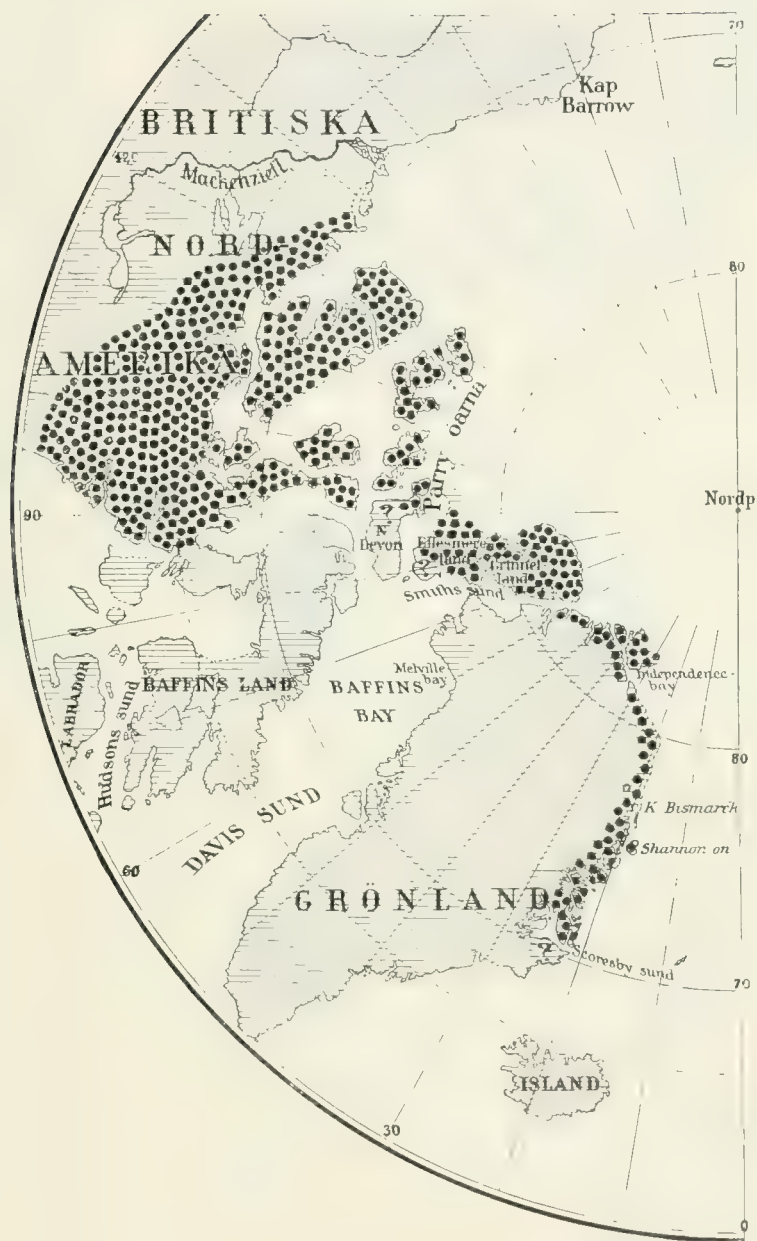 70
Kap
Barrow
BRITISKA
Mackenziefl.
NORD-
80
AMERIKA
Parry öarna
90
Nordp
N.
Devon
?
Ellesmere
land
Grinnel
land
?
Smiths sund
LABRADOR
Hudsons sund
BAFFINS LAND
Melville
bay
BAFFINS
BAY
Independence
bay
80
K Bismarck
DAVIS SUND
Shannon
60
GRÖNLAND
?
70
Scoresby sund
70
ISLAND
30
0